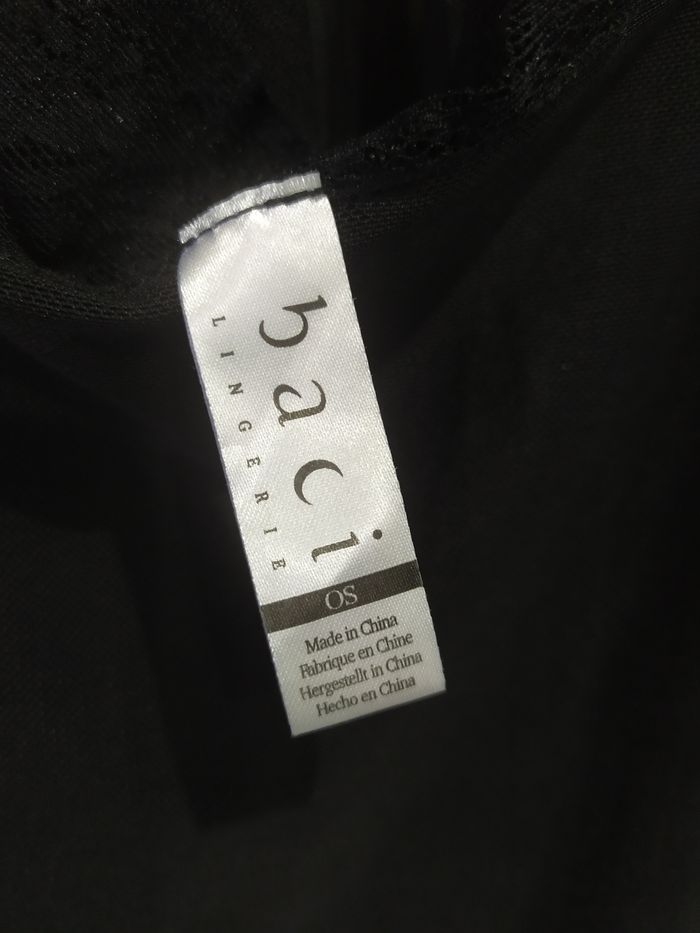 baci
LINGERIE
OS
Made in China
Fabrique en Chine
Hergestellt in China
Hecho en China